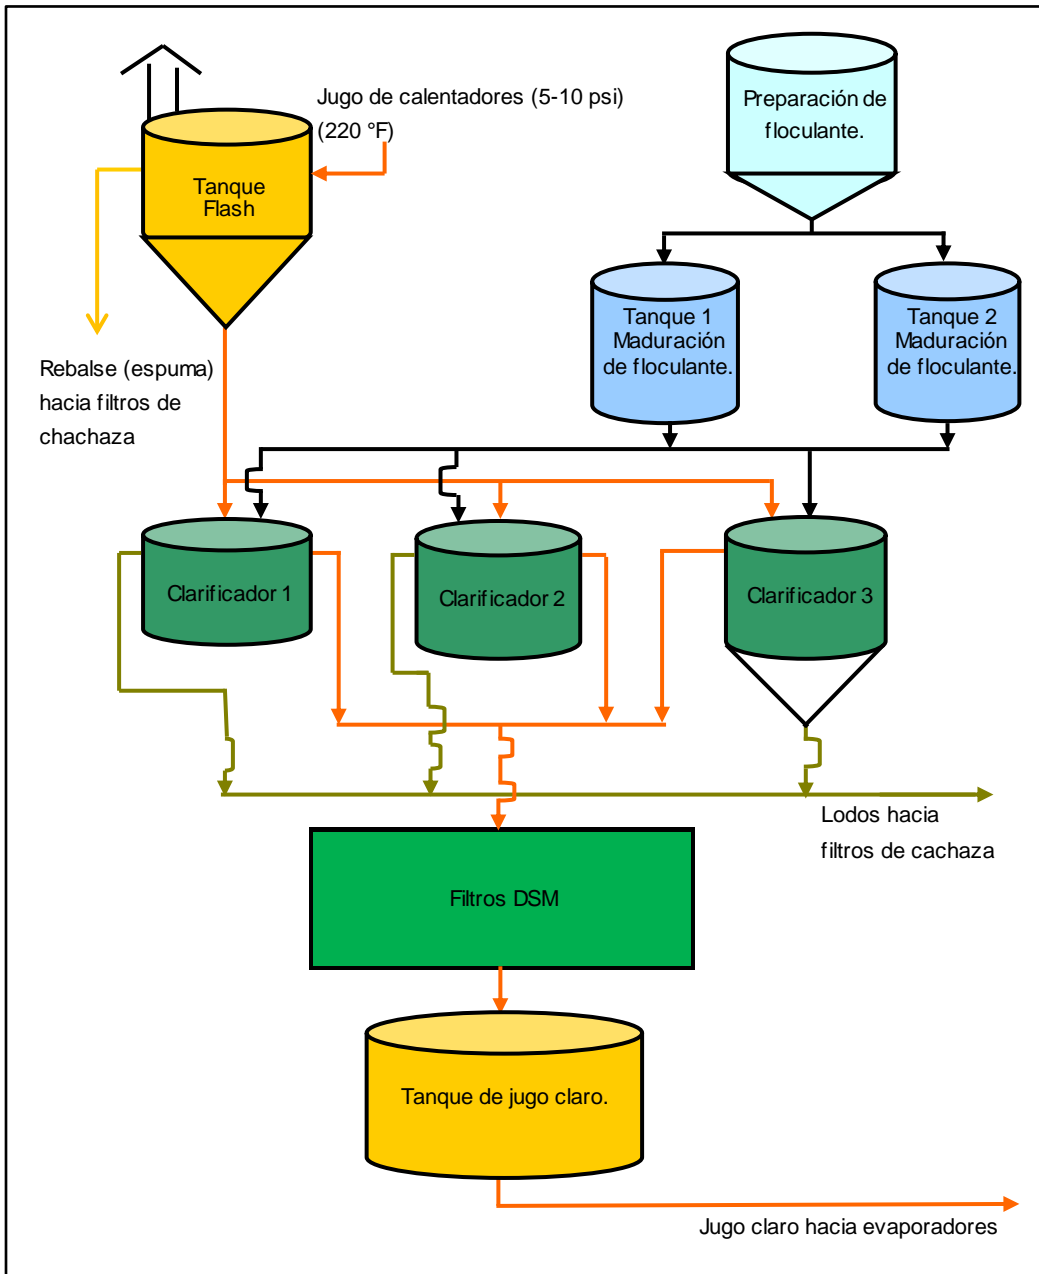 Jugo de calentadores (5-10 psi)
(220 °F)
Preparación de
floculante.
Tanque
Flash
Tanque 1
Maduración
de floculante.
Tanque 2
Maduración
de floculante.
Rebalse (espuma)
hacia filtros de
chachaza
Clarificador 1
Clarificador 2
Clarificador 3
Lodos hacia
filtros de cachaza
Filtros DSM
Tanque de jugo claro.
Jugo claro hacia evaporadores